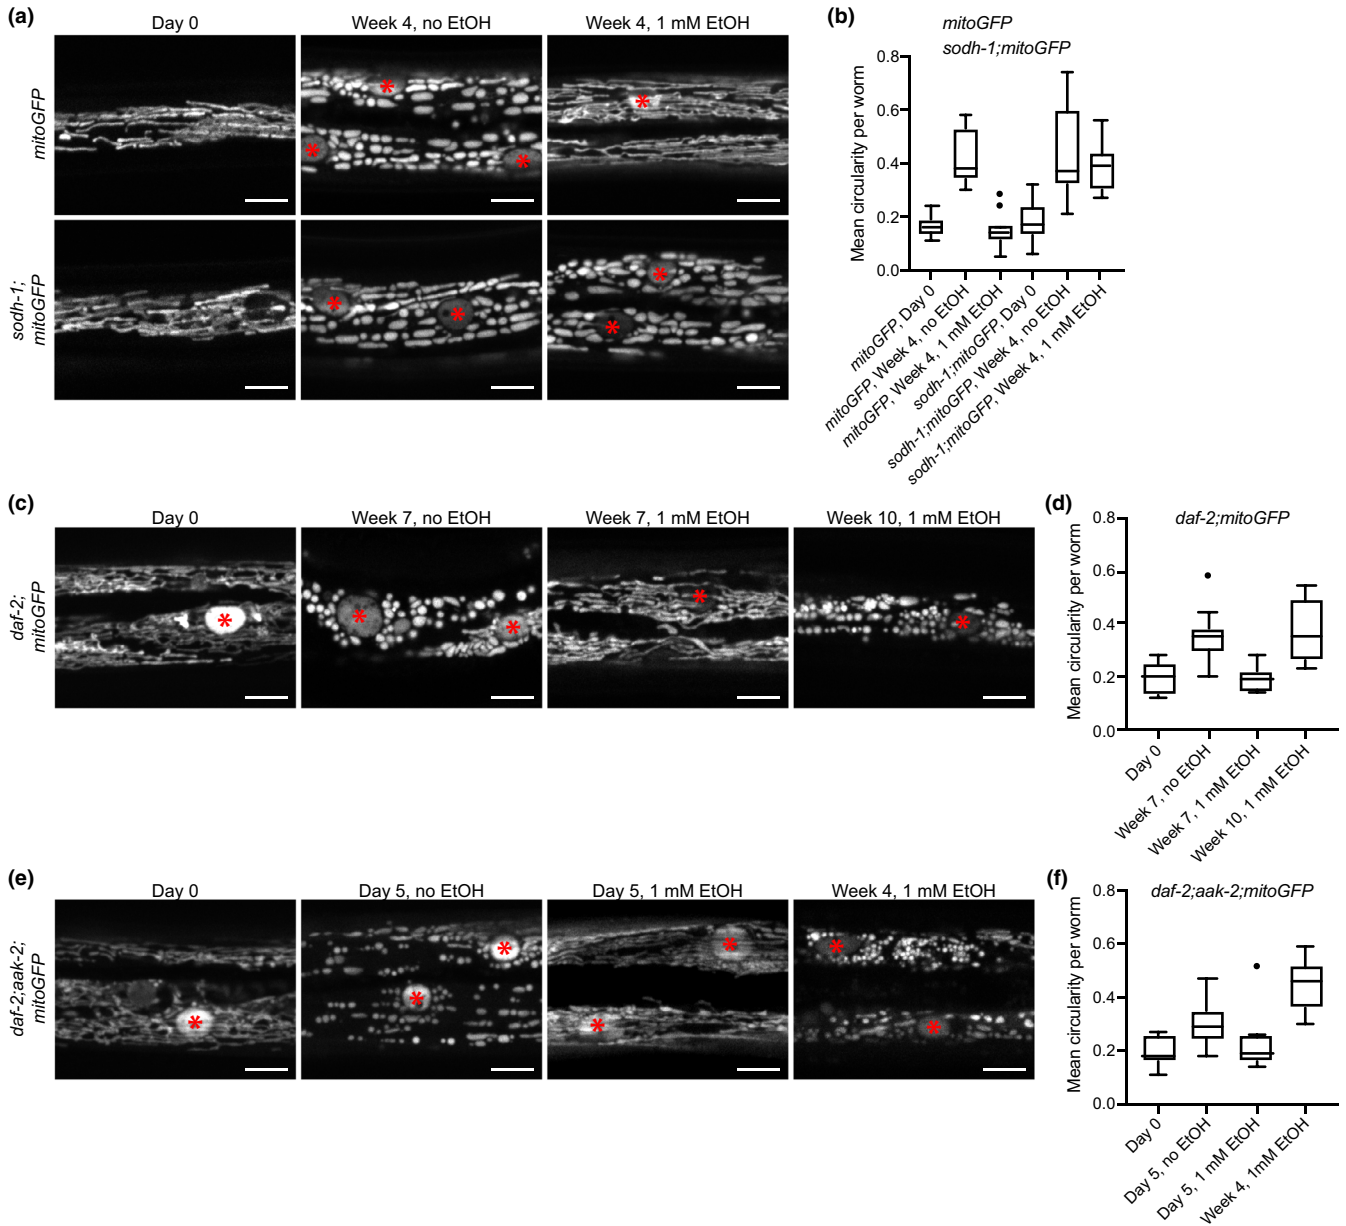 (a)
Day 0
Week 4, no EtOH
Week 4, 1 mM EtOH
mitoGFP
sodh-1;
mitoGFP
(b)
mitoGFP
sodh-1;mitoGFP
Mean circularity per worm
0.8
0.6
0.4
0.2
0.0
mitoGFP, Day 0
mitoGFP, Week 4, no EtOH
mitoGFP, Week 4, 1 mM EtOH
sodh-1;mitoGFP, Day 0
sodh-1;mitoGFP, Week 4, no EtOH
sodh-1;mitoGFP, Week 4, 1 mM EtOH
(c)
Day 0
Week 7, no EtOH
Week 7, 1 mM EtOH
Week 10, 1 mM EtOH
daf-2;
mitoGFP
(d)
daf-2;mitoGFP
Mean circularity per worm
0.8
0.6
0.4
0.2
0.0
Day 0
Week 7, no EtOH
Week 7, 1 mM EtOH
Week 10, 1 mM EtOH
(e)
Day 0
Day 5, no EtOH
Day 5, 1 mM EtOH
Week 4, 1 mM EtOH
daf-2;aak-2;
mitoGFP
(f)
daf-2;aak-2;mitoGFP
Mean circularity per worm
0.8
0.6
0.4
0.2
0.0
Day 0
Day 5, no EtOH
Day 5, 1 mM EtOH
Week 4, 1mM EtOH